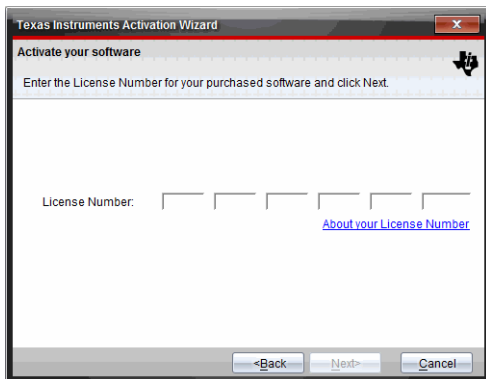 Texas Instruments Activation Wizard
Activate your software
Enter the License Number for your purchased software and click Next.
License Number:
About your License Number
<Back Next> Cancel